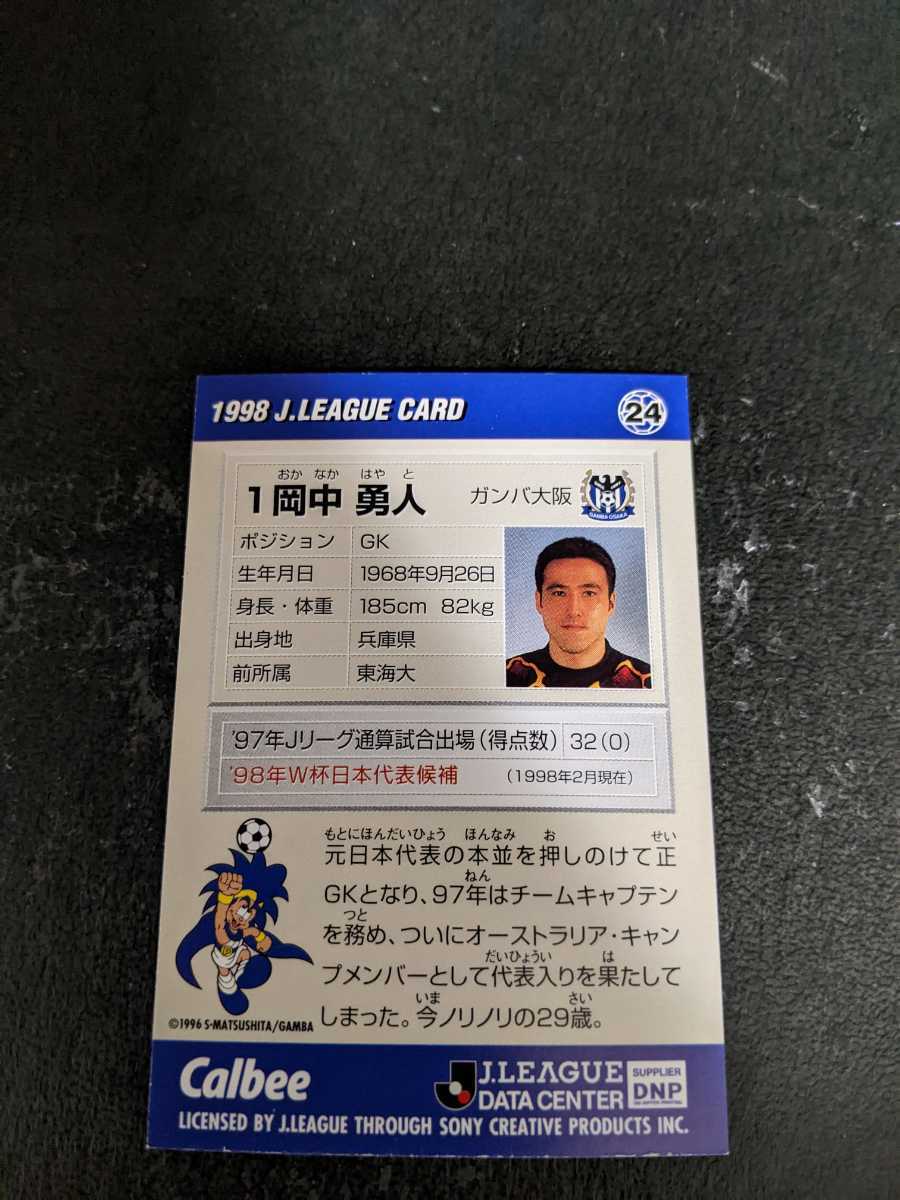 1998 J.LEAGUE CARD 24
おか なか はや と
1 岡中 勇人 ガンバ大阪
GAMBA OSAKA
ポジション GK
生年月日 1968年9月26日
身長・体重 185cm 82kg
出身地 兵庫県
前所属 東海大
'97年Jリーグ通算試合出場(得点数) 32(0)
'98年W杯日本代表候補 (1998年2月現在)
もとにほんだいひょう ほんなみ お せい
元日本代表の本並を押しのけて正
ねん
GKとなり、97年はチームキャプテン
つと
を務め、ついにオーストラリア・キャン
だいひょうい は
プメンバーとして代表入りを果たして
いま さい
しまった。今ノリノリの29歳。
©1996 S-MATSUSHITA/GAMBA
Calbee
J.LEAGUE
DATA CENTER
SUPPLIER
DNP
LICENSED BY J.LEAGUE THROUGH SONY CREATIVE PRODUCTS INC.